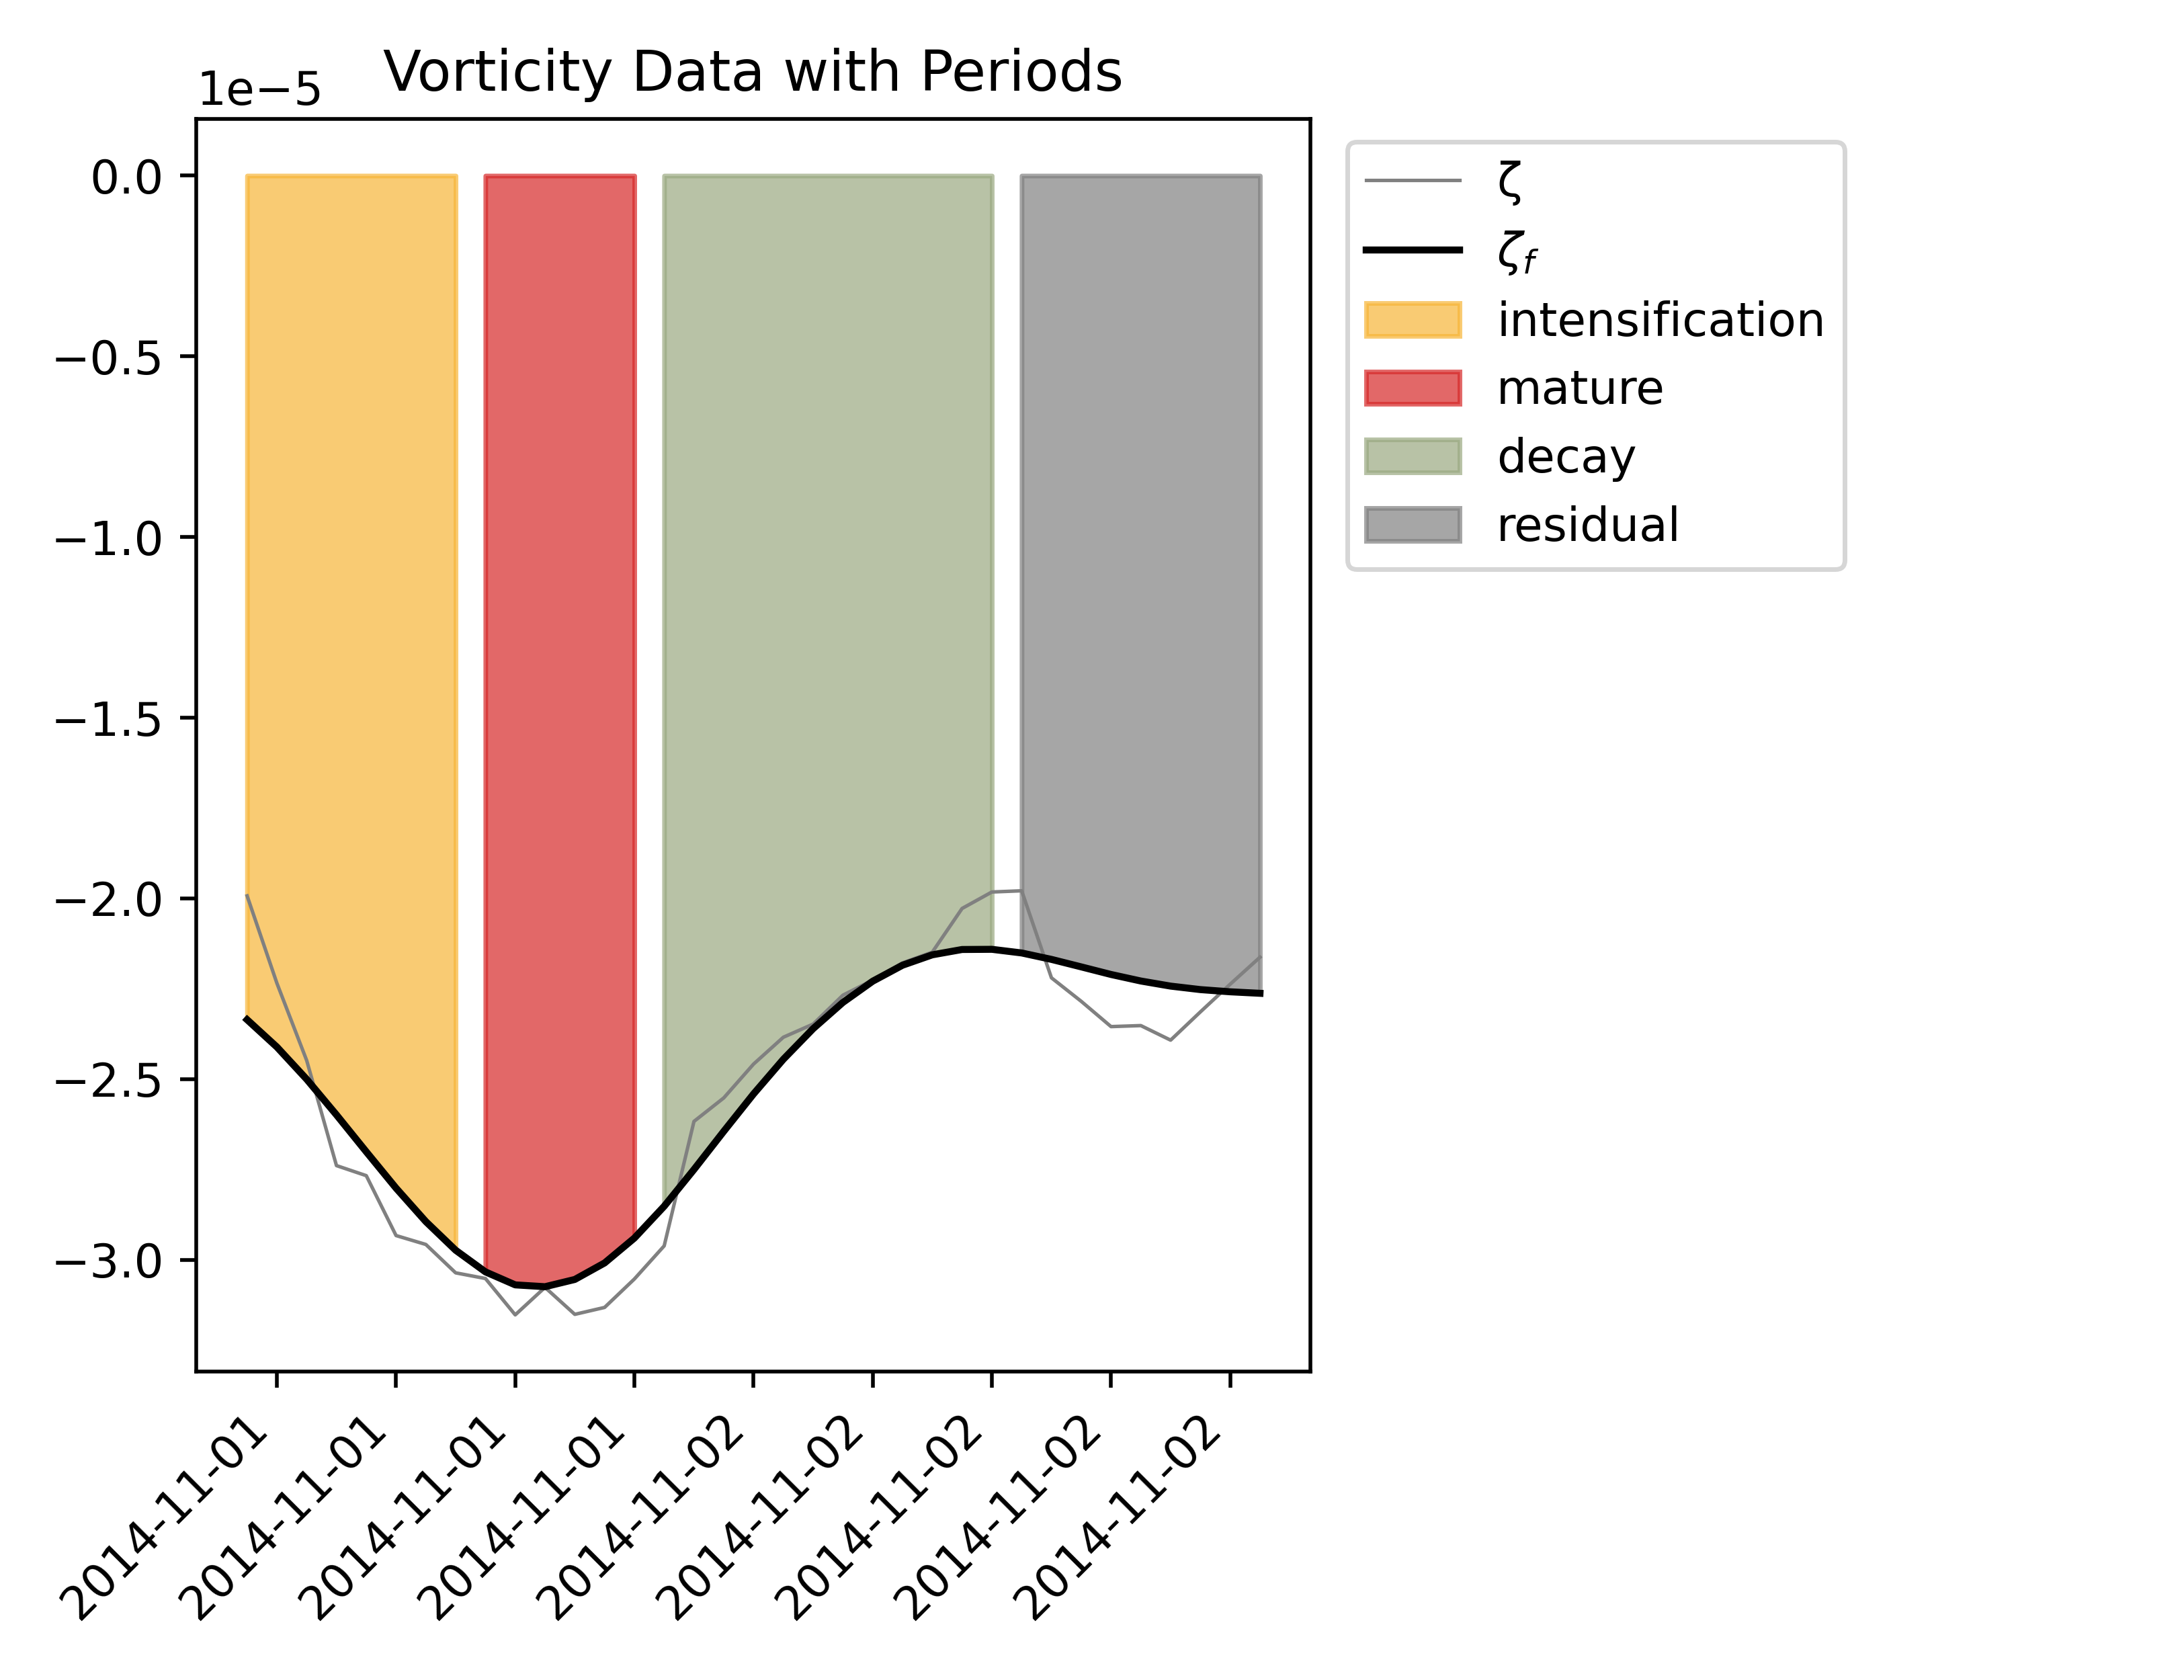 Vorticity Data with Periods
1e−5
0.0
−0.5
−1.0
−1.5
−2.0
−2.5
−3.0
2014-11-01
2014-11-01
2014-11-01
2014-11-01
2014-11-02
2014-11-02
2014-11-02
2014-11-02
2014-11-02
ζ
ζf
intensification
mature
decay
residual